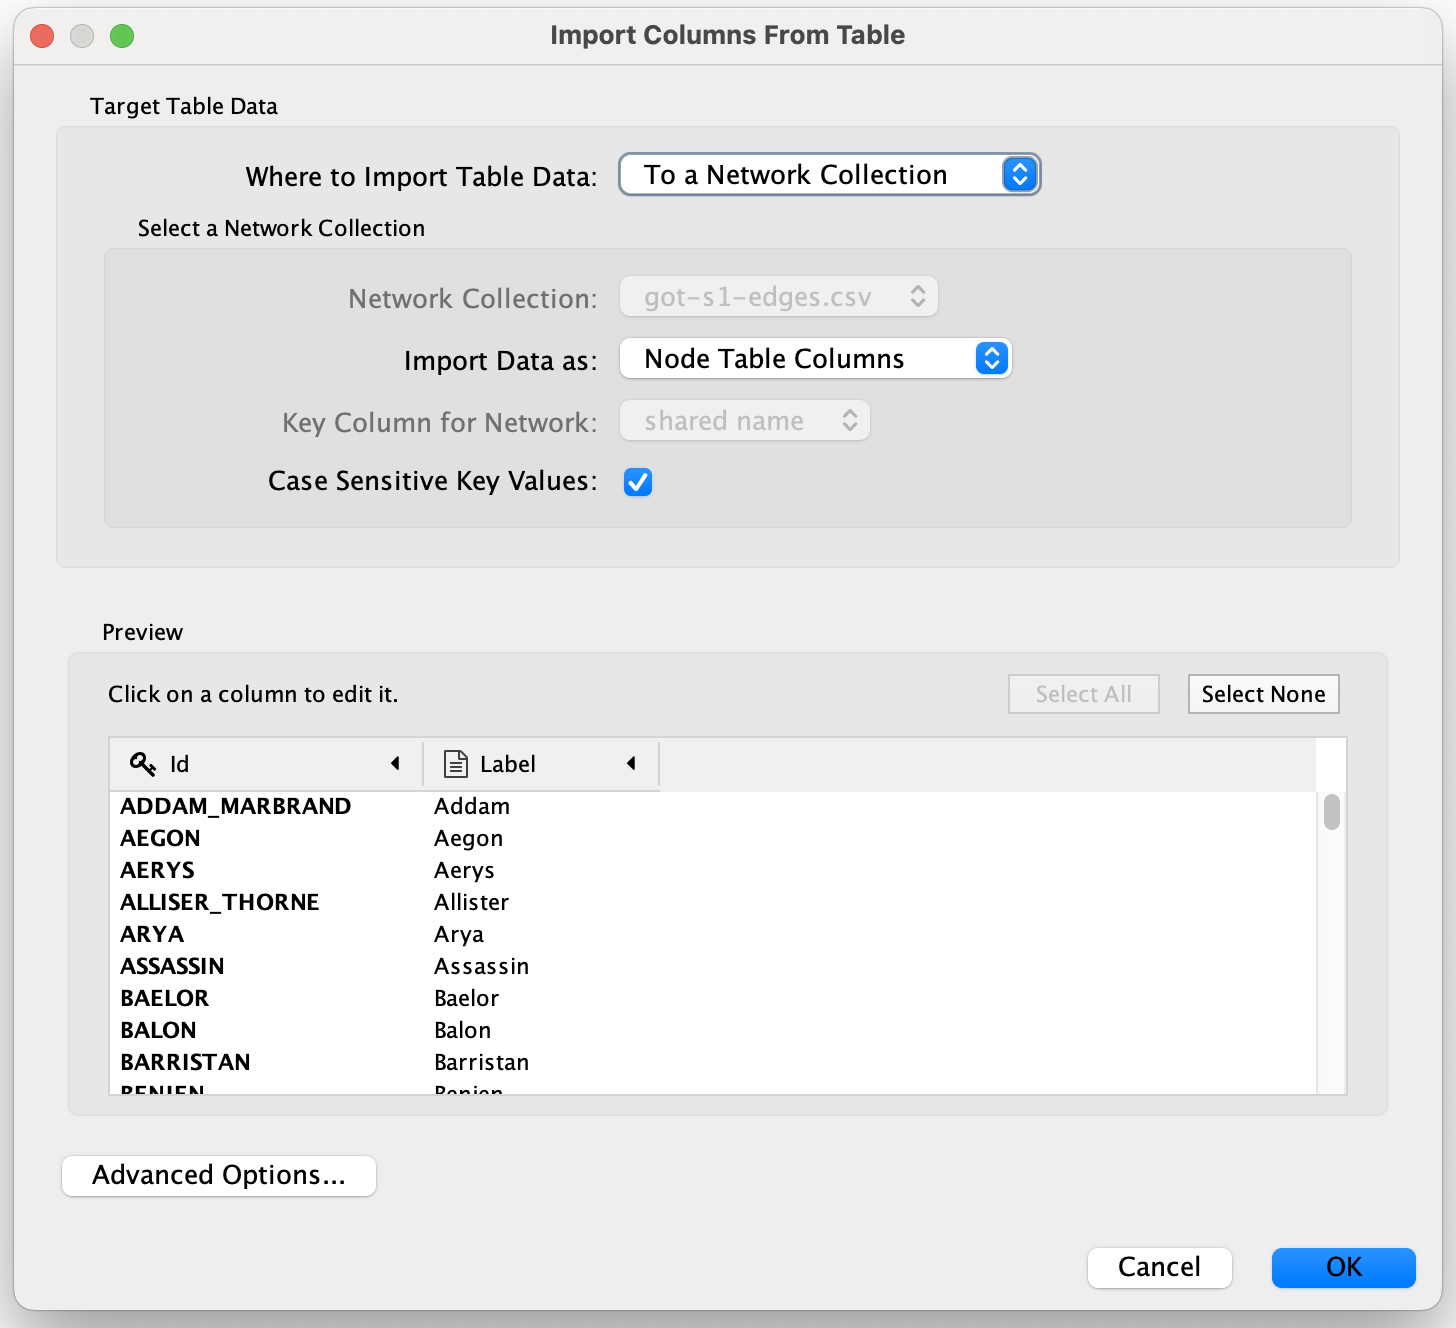 Import Columns From Table
Target Table Data
Where to Import Table Data: To a Network Collection
Select a Network Collection
Network Collection: got-s1-edges.csv
Import Data as: Node Table Columns
Key Column for Network: shared name
Case Sensitive Key Values:
Preview
Click on a column to edit it. Select All Select None
Id Label
ADDAM_MARBRAND Addam
AEGON Aegon
AERYS Aerys
ALLISER_THORNE Allister
ARYA Arya
ASSASSIN Assassin
BAELOR Baelor
BALON Balon
BARRISTAN Barristan
BENJEN Benjen
Advanced Options...
Cancel OK